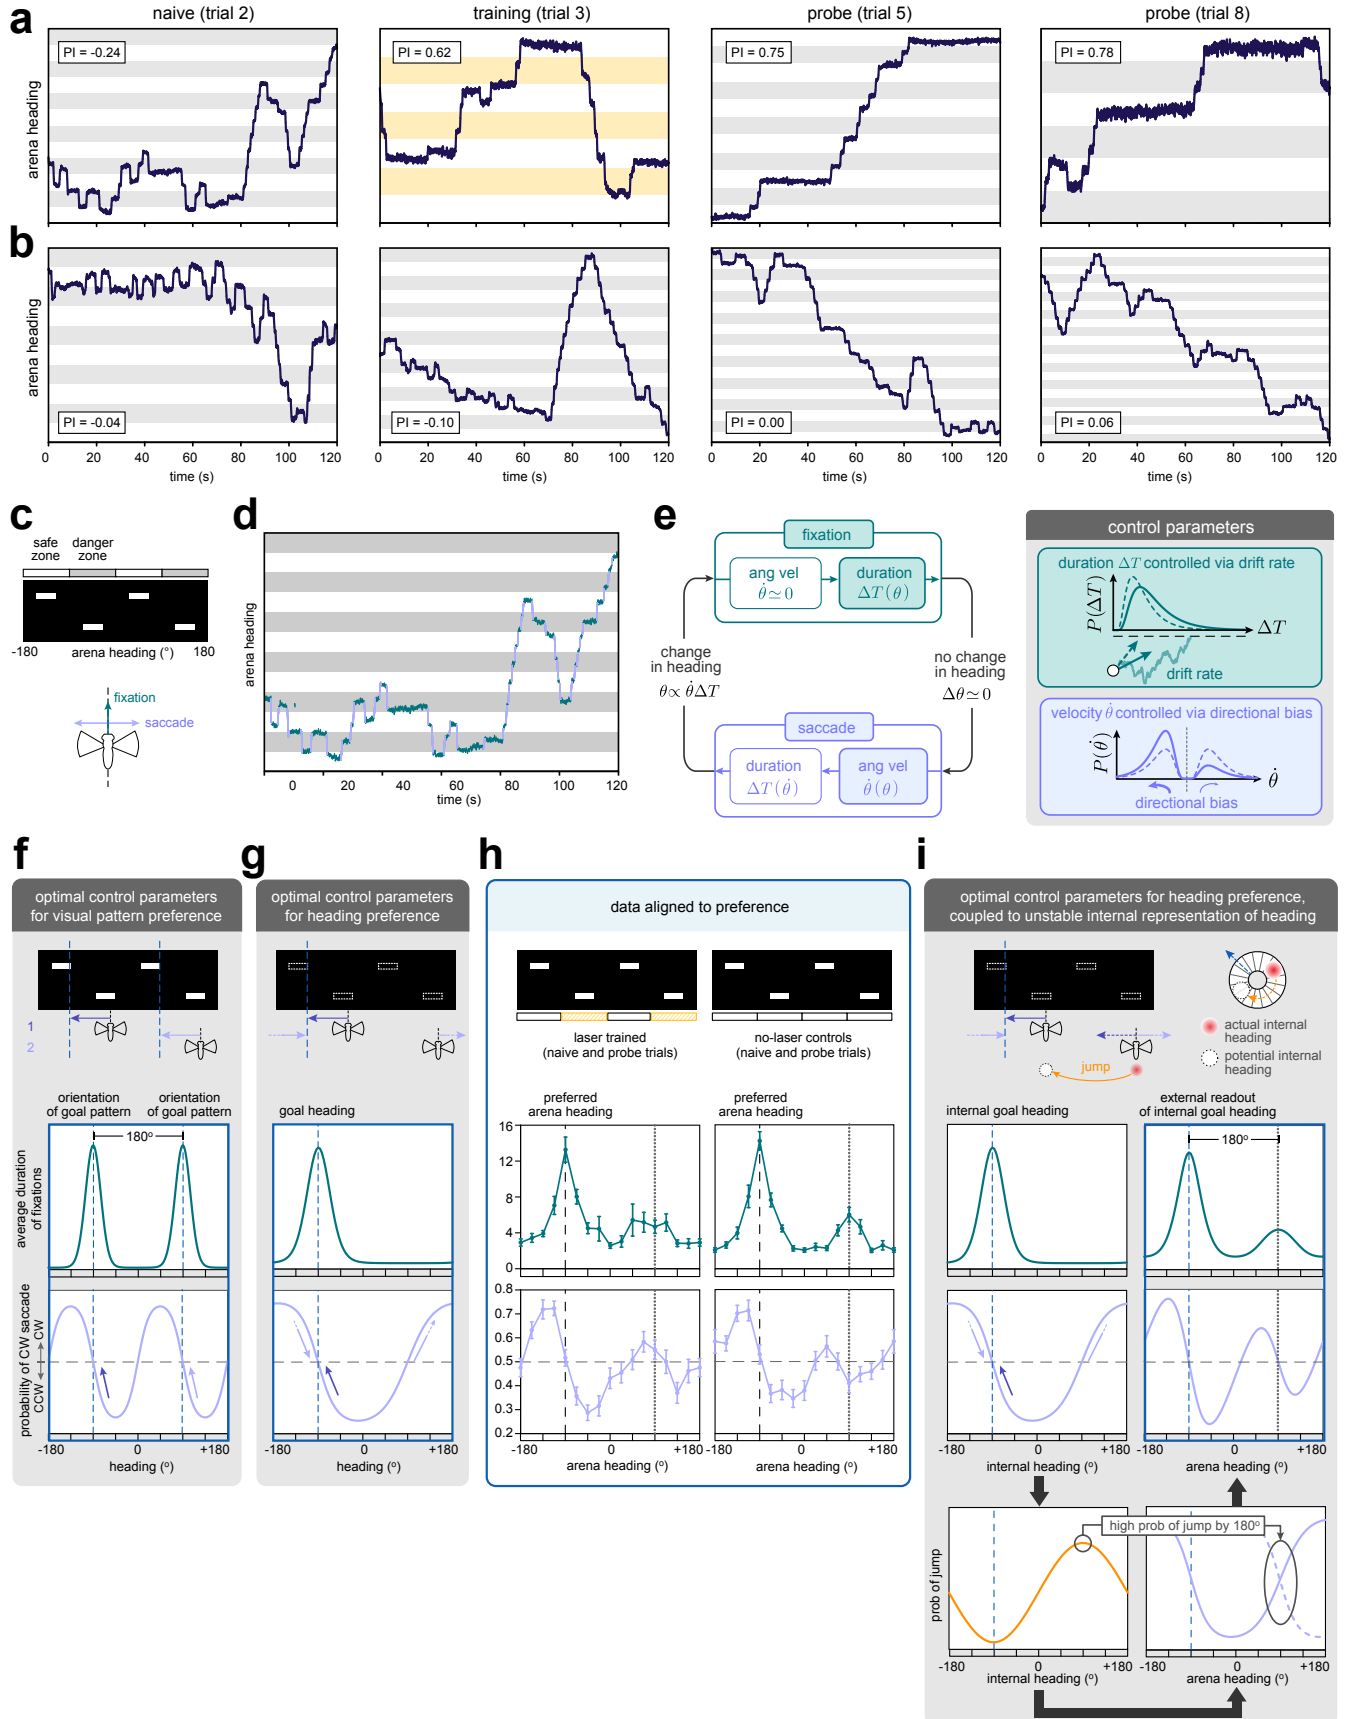 a
naive (trial 2)
training (trial 3)
probe (trial 5)
probe (trial 8)
arena heading
PI = -0.24
PI = 0.62
PI = 0.75
PI = 0.78
b
arena heading
PI = -0.04
PI = -0.10
PI = 0.00
PI = 0.06
0 20 40 60 80 100 120
0 20 40 60 80 100 120
0 20 40 60 80 100 120
0 20 40 60 80 100 120
time (s)
time (s)
time (s)
time (s)
c
safe zone
danger zone
-180
arena heading (°)
180
fixation
saccade
d
arena heading
0 20 40 60 80 100 120
time (s)
e
fixation
ang vel
θ̇ ≃ 0
duration
ΔT(θ)
change in heading
θ ∝ θ̇ΔT
no change in heading
Δθ ≃ 0
saccade
duration
ΔT(θ̇)
ang vel
θ̇(θ)
control parameters
duration ΔT controlled via drift rate
P(ΔT)
ΔT
drift rate
velocity θ̇ controlled via directional bias
P(θ̇)
θ̇
directional bias
f
optimal control parameters
for visual pattern preference
1
2
orientation of goal pattern
orientation of goal pattern
180°
average duration of fixations
probability of CW saccade
CCW
CW
-180 0 +180
heading (°)
g
optimal control parameters
for heading preference
goal heading
-180 0 +180
heading (°)
h
data aligned to preference
laser trained
(naive and probe trials)
no-laser controls
(naive and probe trials)
preferred arena heading
preferred arena heading
16
12
8
4
0
0.8
0.7
0.6
0.5
0.4
0.3
0.2
-180 0 +180
-180 0 +180
arena heading (°)
arena heading (°)
i
optimal control parameters for heading preference,
coupled to unstable internal representation of heading
jump
actual internal heading
potential internal heading
internal goal heading
external readout of internal goal heading
180°
-180 0 +180
-180 0 +180
internal heading (°)
arena heading (°)
high prob of jump by 180°
prob of jump
-180 0 +180
-180 0 +180
internal heading (°)
arena heading (°)